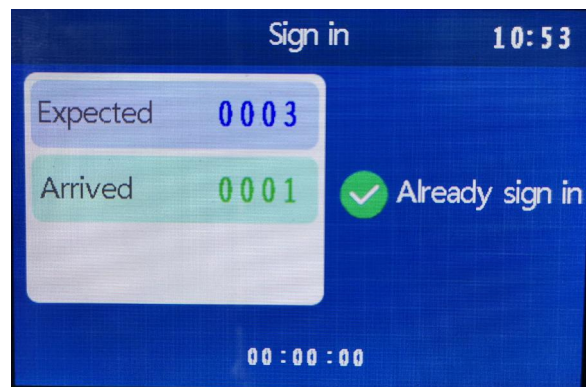 Sign in 10:53
Expected 0003
Arrived 0001
Already sign in
00:00:00